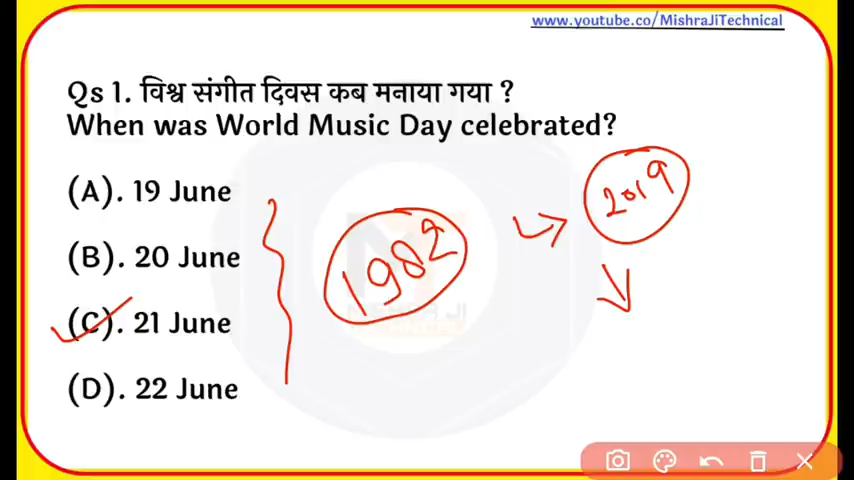 www.youtube.co/MishraJiTechnical
Qs 1. विश्व संगीत दिवस कब मनाया गया ?
When was World Music Day celebrated?
(A). 19 June
(B). 20 June
(C). 21 June
(D). 22 June
1982
2019